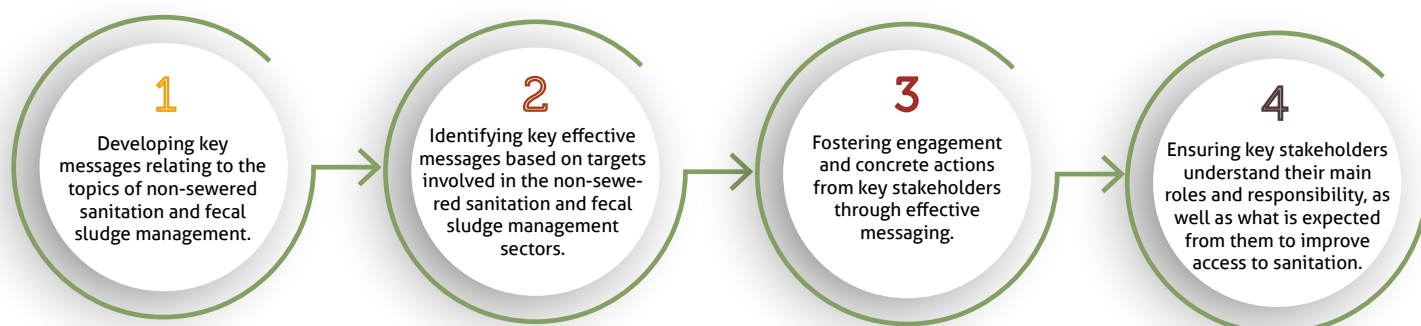 1
Developing key
messages relating to the
topics of non-sewered
sanitation and fecal
sludge management.
2
Identifying key effective
messages based on targets
involved in the non-sewe-
red sanitation and fecal
sludge management
sectors.
3
Fostering engagement
and concrete actions
from key stakeholders
through effective
messaging.
4
Ensuring key stakeholders
understand their main
roles and responsibility, as
well as what is expected
from them to improve
access to sanitation.